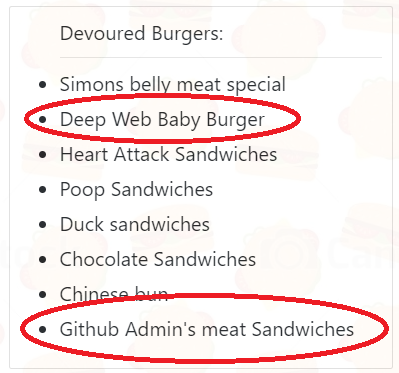 Devoured Burgers:
Simons belly meat special
Deep Web Baby Burger
Heart Attack Sandwiches
Poop Sandwiches
Duck sandwiches
Chocolate Sandwiches
Chinese bun
Github Admin's meat Sandwiches